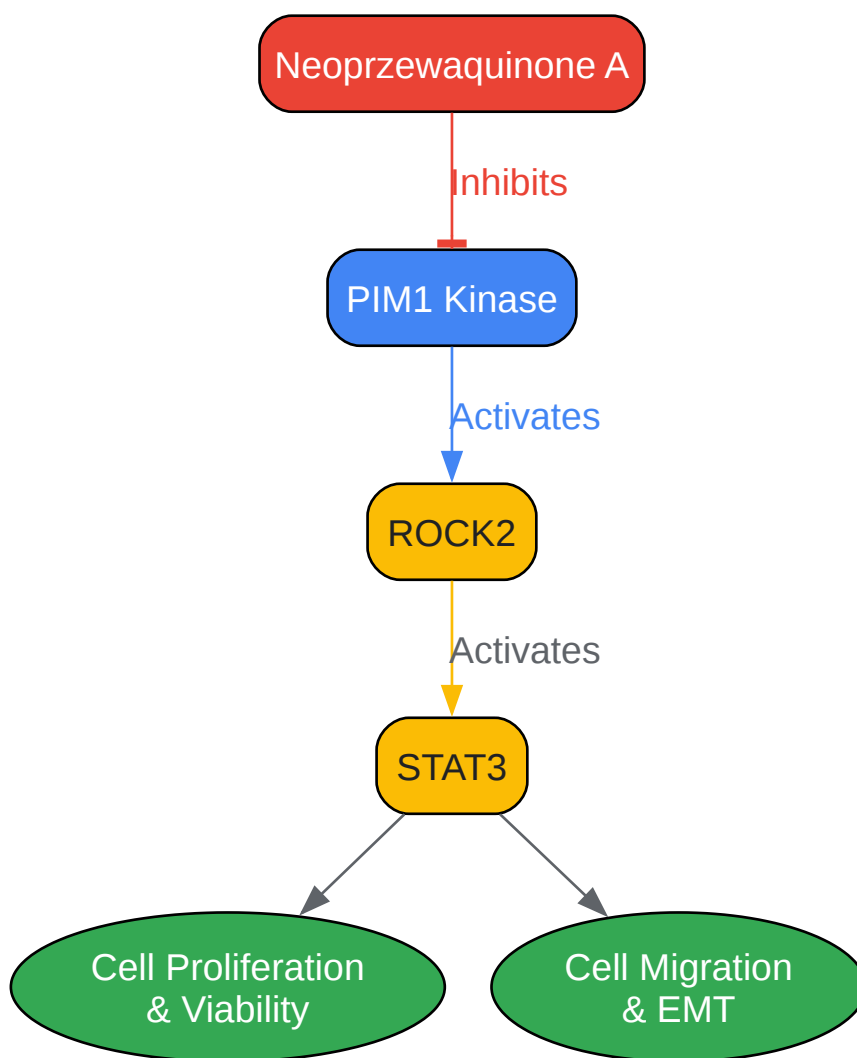 Neoprzewaquinone A
Inhibits
PIM1 Kinase
Activates
ROCK2
Activates
STAT3
Cell Proliferation
& Viability
Cell Migration
& EMT